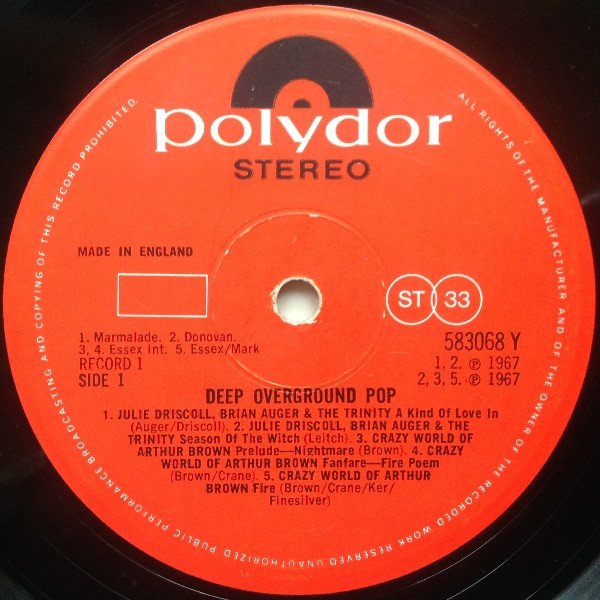 polydor
STEREO
ALL RIGHTS OF THE MANUFACTURER AND OF THE OWNER OF THE RECORDED WORK RESERVED UNAUTHORIZED PUBLIC PERFORMANCE BROADCASTING AND COPYING OF THIS RECORD PROHIBITED.
MADE IN ENGLAND
ST 33
1. Marmalade. 2. Donovan.
3, 4. Essex Int. 5. Essex/Mark
583068 Y
RECORD 1
1, 2. ℗ 1967
SIDE 1
2, 3, 5. ℗ 1967
DEEP OVERGROUND POP
1. JULIE DRISCOLL, BRIAN AUGER & THE TRINITY A Kind Of Love In
(Auger/Driscoll). 2. JULIE DRISCOLL, BRIAN AUGER & THE
TRINITY Season Of The Witch (Leitch). 3. CRAZY WORLD OF
ARTHUR BROWN Prelude—Nightmare (Brown). 4. CRAZY
WORLD OF ARTHUR BROWN Fanfare—Fire Poem
(Brown/Crane). 5. CRAZY WORLD OF ARTHUR
BROWN Fire (Brown/Crane/Ker/
Finesilver)